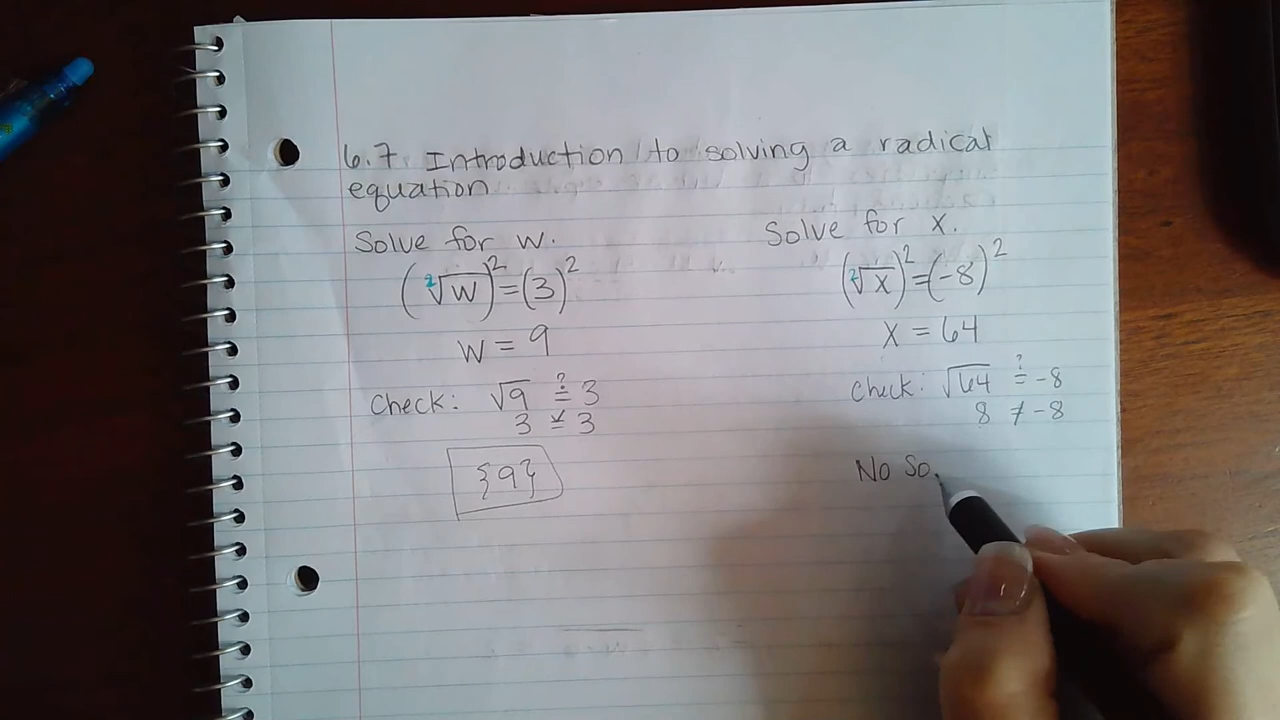 6.7 Introduction to solving a radical
equation
Solve for w.
(²√w)² = (3)²
w = 9
Check: √9 ≟ 3
3 ≚ 3
{9}
Solve for x.
(²√x)² = (-8)²
x = 64
Check: √64 ≟ -8
8 ≠ -8
No So